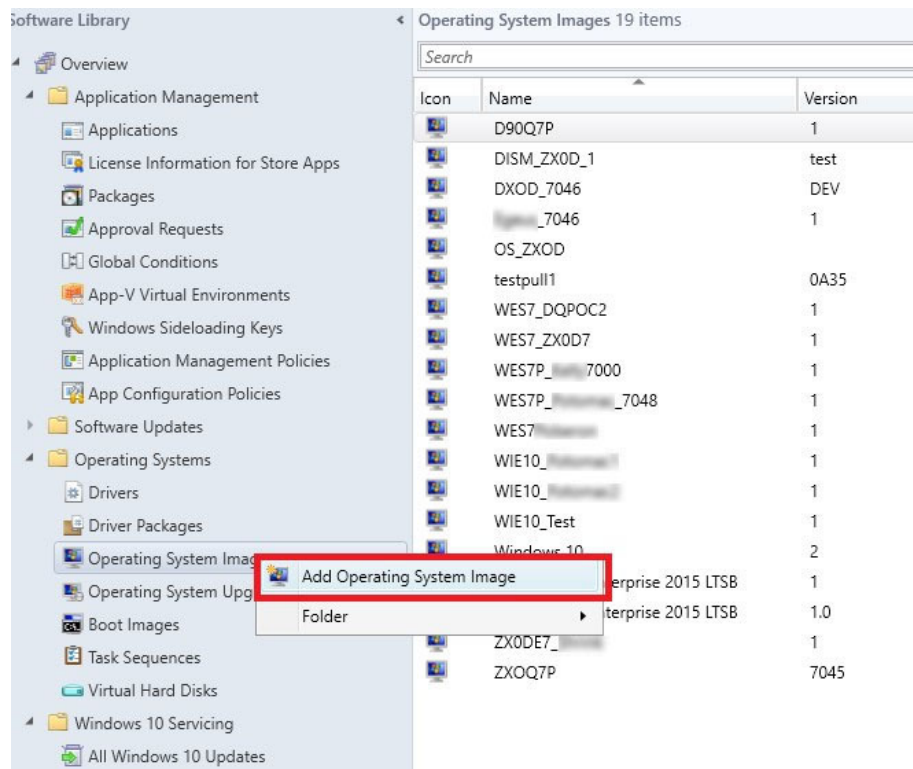 Software Library
Overview
Application Management
Applications
License Information for Store Apps
Packages
Approval Requests
Global Conditions
App-V Virtual Environments
Windows Sideloading Keys
Application Management Policies
App Configuration Policies
Software Updates
Operating Systems
Drivers
Driver Packages
Operating System Imag
Operating System Upg
Boot Images
Task Sequences
Virtual Hard Disks
Windows 10 Servicing
All Windows 10 Updates
Add Operating System Image
Folder
Operating System Images 19 items
Search
Icon Name Version
D90Q7P 1
DISM_ZX0D_1 test
DXOD_7046 DEV
_7046 1
OS_ZXOD
testpull1 0A35
WES7_DQPOC2 1
WES7_ZX0D7 1
WES7P_ 7000 1
WES7P_ _7048 1
WES7 1
WIE10_ 1
WIE10_ 1
WIE10_Test 1
Windows 10 2
erprise 2015 LTSB 1
terprise 2015 LTSB 1.0
ZX0DE7_ 1
ZXOQ7P 7045